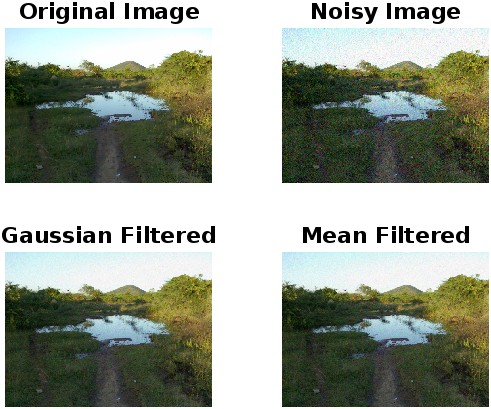 Original Image
Noisy Image
Gaussian Filtered
Mean Filtered